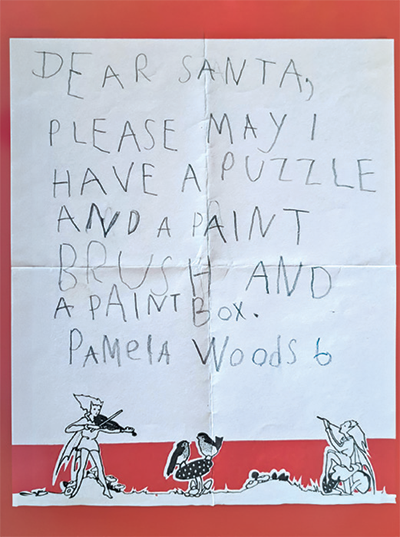 DEAR SANTA,
PLEASE MAY I
HAVE A PUZZLE
AND A PAINT
BRUSH AND
A PAINT BOX.
PAMELA WOODS 6